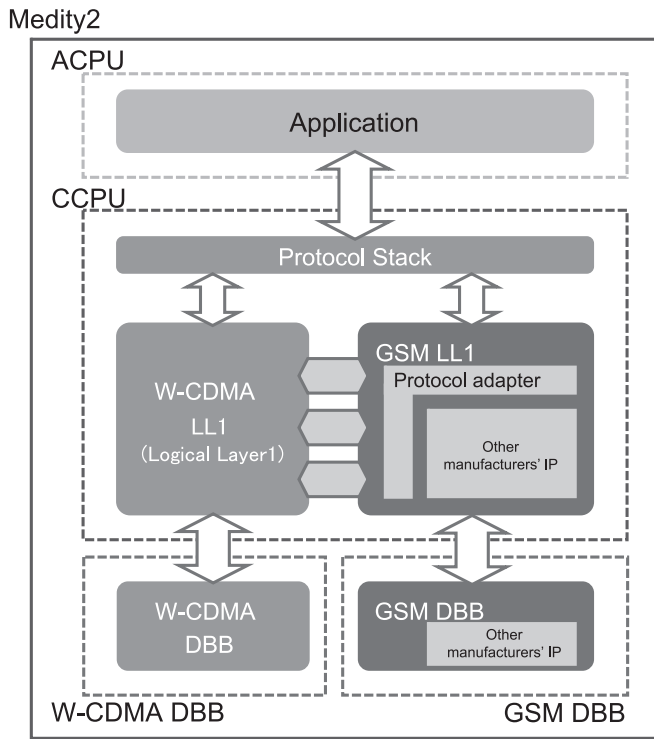 Medity2
ACPU
Application
CCPU
Protocol Stack
W-CDMA
LL1
(Logical Layer1)
GSM LL1
Protocol adapter
Other
manufacturers' IP
W-CDMA
DBB
GSM DBB
Other
manufacturers' IP
W-CDMA DBB
GSM DBB